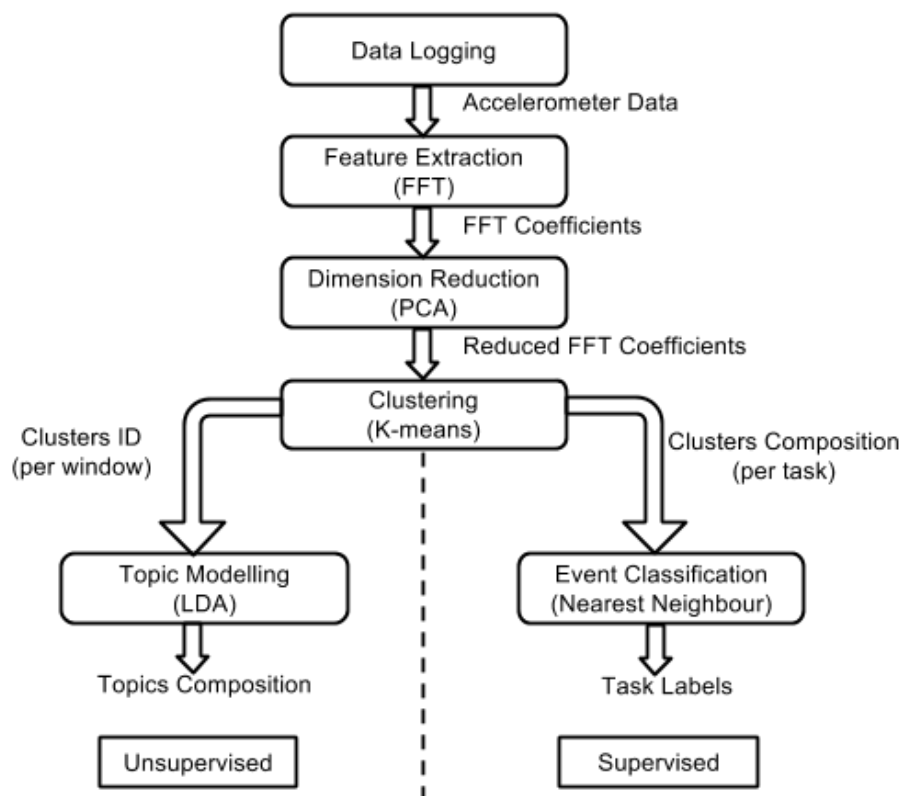 Data Logging
Accelerometer Data
Feature Extraction
(FFT)
FFT Coefficients
Dimension Reduction
(PCA)
Reduced FFT Coefficients
Clustering
(K-means)
Clusters ID
(per window)
Clusters Composition
(per task)
Topic Modelling
(LDA)
Event Classification
(Nearest Neighbour)
Topics Composition
Task Labels
Unsupervised
Supervised